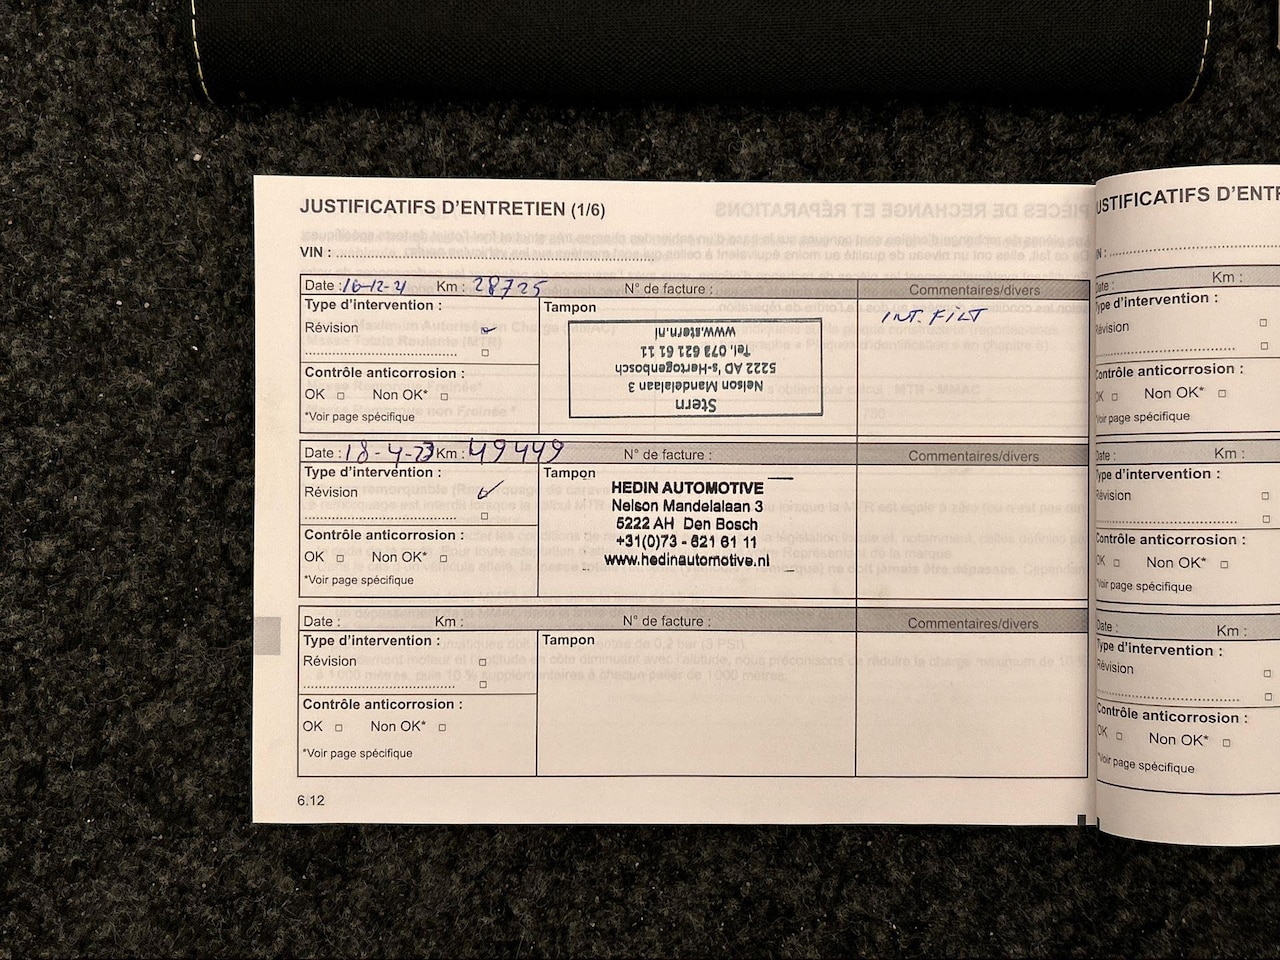 JUSTIFICATIFS D'ENTRETIEN (1/6)
VIN :
Date : 16-12-21 Km : 28725 N° de facture : Commentaires/divers
Type d'intervention : Tampon INT. FILT
Révision
Stern
Nelson Mandelalaan 3
5222 AD 's-Hertogenbosch
Tel. 073 621 61 11
www.stern.nl
Contrôle anticorrosion :
OK Non OK*
*Voir page spécifique
Date : 18-4-23 Km : 49449 N° de facture : Commentaires/divers
Type d'intervention : Tampon
Révision
HEDIN AUTOMOTIVE
Nelson Mandelalaan 3
5222 AH Den Bosch
+31(0)73 - 621 61 11
www.hedinautomotive.nl
Contrôle anticorrosion :
OK Non OK*
*Voir page spécifique
Date : Km : N° de facture : Commentaires/divers
Type d'intervention : Tampon
Révision
Contrôle anticorrosion :
OK Non OK*
*Voir page spécifique
6.12
USTIFICATIFS D'ENTR
Km :
Type d'intervention :
Révision
Contrôle anticorrosion :
OK Non OK*
*Voir page spécifique
Date : Km :
Type d'intervention :
Révision
Contrôle anticorrosion :
OK Non OK*
*Voir page spécifique
Date : Km :
Type d'intervention :
Révision
Contrôle anticorrosion :
OK Non OK*
*Voir page spécifique